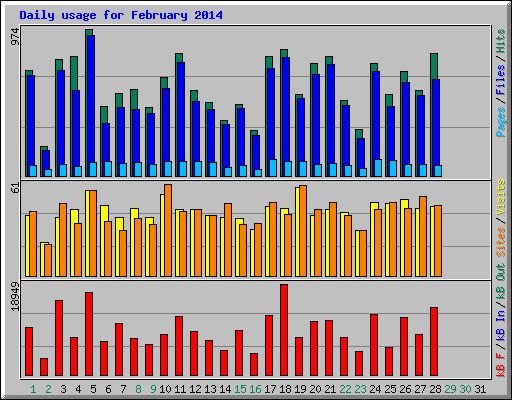 Daily usage for February 2014
974
Pages / Files / Hits
61
Sites / Visits
18949
kB F / kB In / kB Out
1 2 3 4 5 6 7 8 9 10 11 12 13 14 15 16 17 18 19 20 21 22 23 24 25 26 27 28 29 30 31